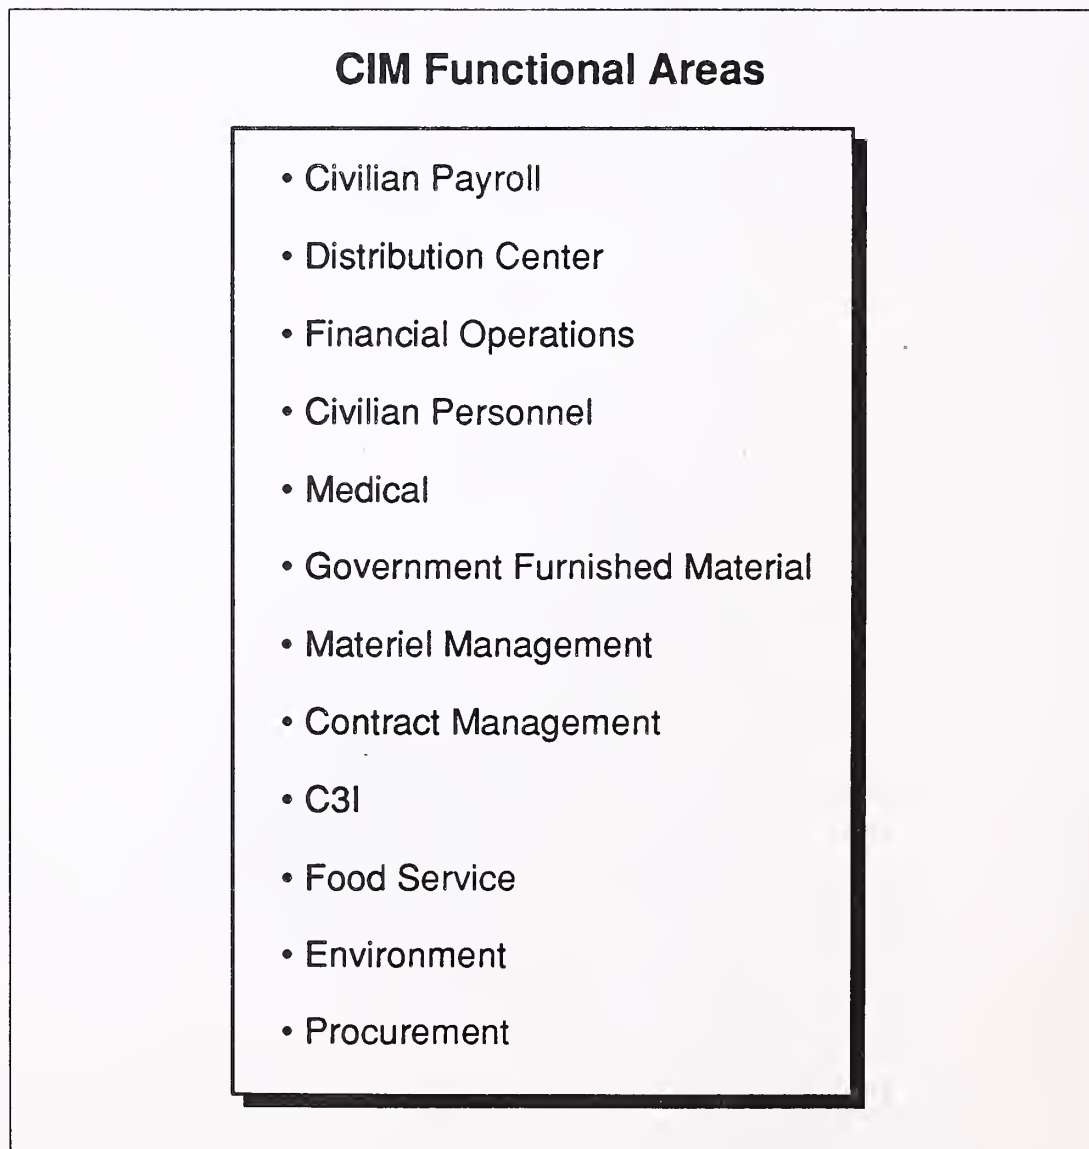 CIM Functional Areas
• Civilian Payroll
• Distribution Center
• Financial Operations
• Civilian Personnel
• Medical
• Government Furnished Material
• Materiel Management
• Contract Management
• C3I
• Food Service
• Environment
• Procurement